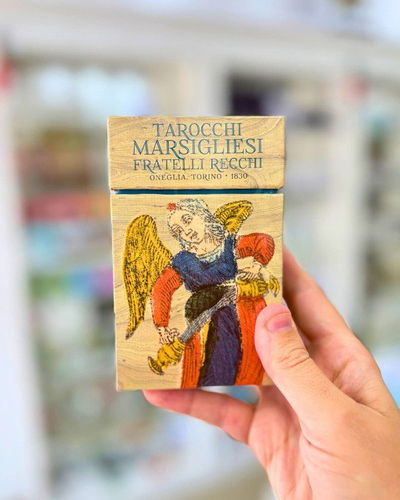 TAROCCHI
MARSIGLIESI
FRATELLI RECCHI
ONEGLIA, TORINO • 1830